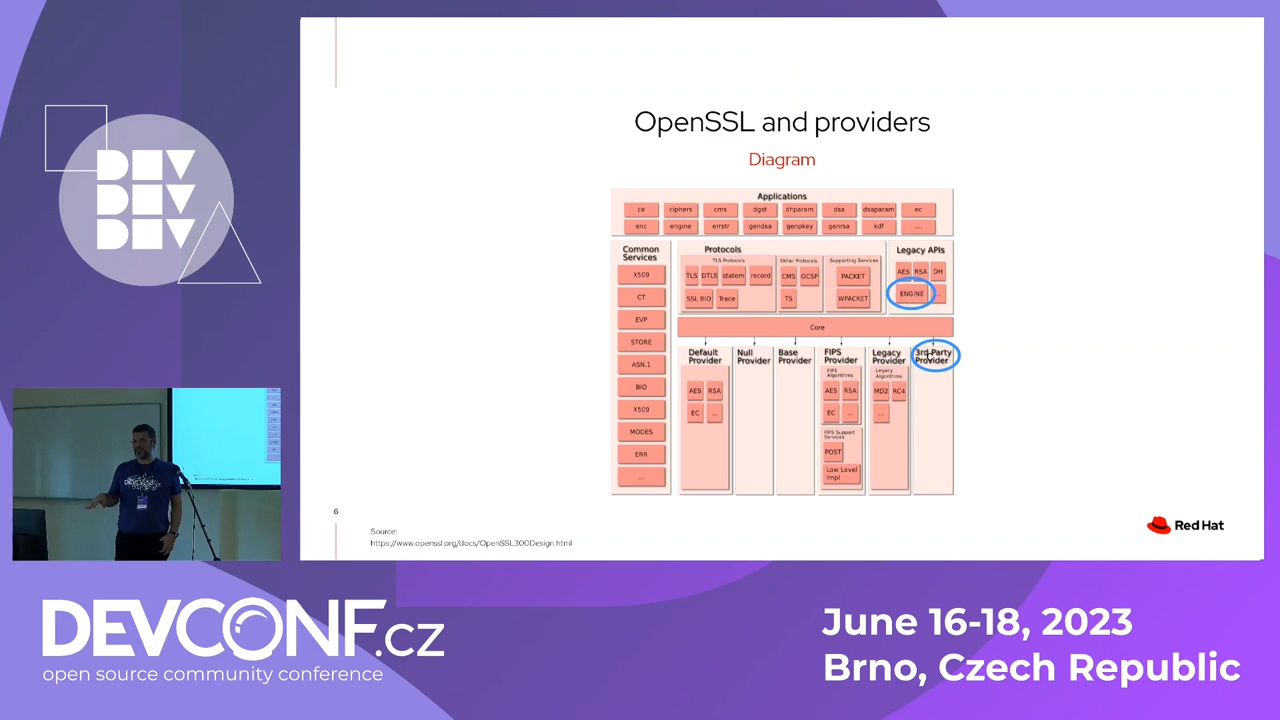 DEV
DEV
DEV
OpenSSL and providers
Diagram
Applications
ca ciphers cms dgst dhparam dsa dsaparam ec
enc engine errstr gendsa genpkey genrsa kdf ....
Common Services
X509
CT
EVP
STORE
ASN.1
BIO
X509
MODES
ERR
...
Protocols
TLS Protocols
TLS DTLS statem record
SSL BIO Trace
Other Protocols
CMS OCSP
TS
Supporting Services
PACKET
WPACKET
Legacy APIs
AES RSA DH
ENGINE ...
Core
Default Provider
AES RSA
EC ...
Null Provider
Base Provider
FIPS Provider
FIPS Algorithms
AES RSA
EC ...
FIPS Support Services
POST
Low Level Impl
Legacy Provider
Legacy Algorithms
MD2 RC4
...
3rd Party Provider
6
Source:
https://www.openssl.org/docs/OpenSSL300Design.html
Red Hat
DEVCONF.cz
open source community conference
June 16-18, 2023
Brno, Czech Republic